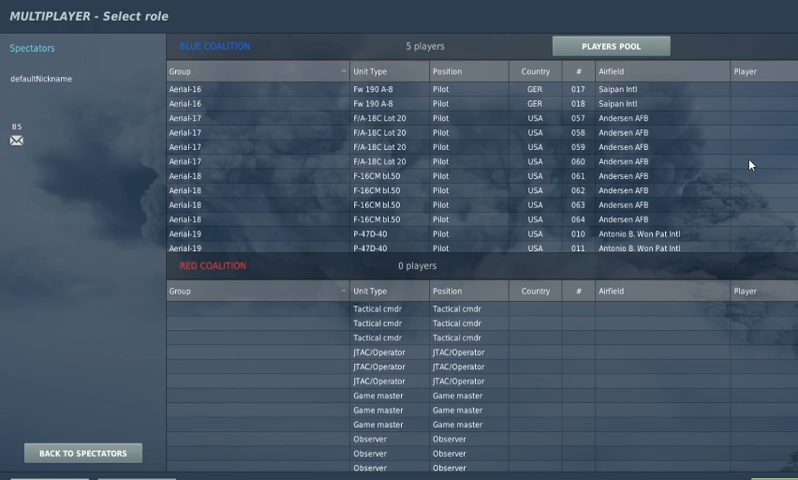 MULTIPLAYER - Select role
Spectators
defaultNickname
85
BLUE COALITION 5 players PLAYERS POOL
Group Unit Type Position Country # Airfield Player
Aerial-16 Fw 190 A-8 Pilot GER 017 Saipan Intl
Aerial-16 Fw 190 A-8 Pilot GER 018 Saipan Intl
Aerial-17 F/A-18C Lot 20 Pilot USA 057 Andersen AFB
Aerial-17 F/A-18C Lot 20 Pilot USA 058 Andersen AFB
Aerial-17 F/A-18C Lot 20 Pilot USA 059 Andersen AFB
Aerial-17 F/A-18C Lot 20 Pilot USA 060 Andersen AFB
Aerial-18 F-16CM bl.50 Pilot USA 061 Andersen AFB
Aerial-18 F-16CM bl.50 Pilot USA 062 Andersen AFB
Aerial-18 F-16CM bl.50 Pilot USA 063 Andersen AFB
Aerial-18 F-16CM bl.50 Pilot USA 064 Andersen AFB
Aerial-19 P-47D-40 Pilot USA 010 Antonio B. Won Pat Intl
Aerial-19 P-47D-40 Pilot USA 011 Antonio B. Won Pat Intl
RED COALITION 0 players
Group Unit Type Position Country # Airfield Player
Tactical cmdr Tactical cmdr
Tactical cmdr Tactical cmdr
Tactical cmdr Tactical cmdr
JTAC/Operator JTAC/Operator
JTAC/Operator JTAC/Operator
JTAC/Operator JTAC/Operator
Game master Game master
Game master Game master
Game master Game master
Observer Observer
Observer Observer
Observer Observer
BACK TO SPECTATORS